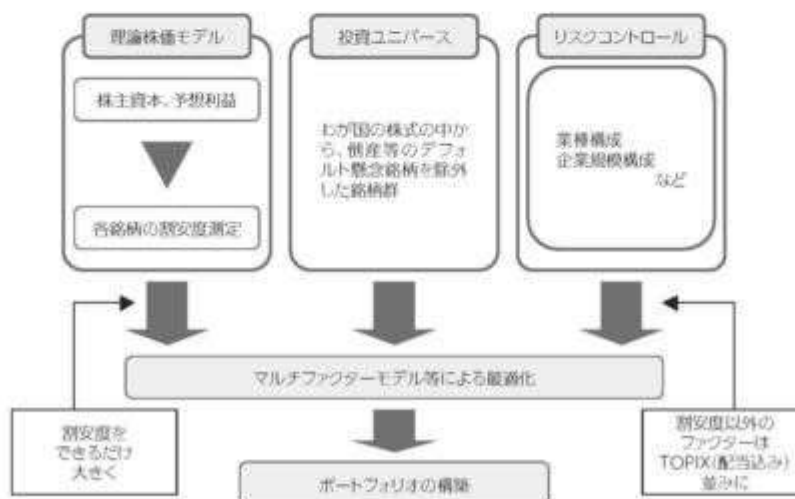 理論株価モデル
投資ユニバース
リスクコントロール
株主資本、予想利益
各銘柄の割安度測定
わが国の株式の中か
ら、倒産等のデフォ
ルト懸念銘柄を除外
した銘柄群
業種構成
企業規模構成
など
マルチファクターモデル等による最適化
割安度を
できるだけ
大きく
割安度以外の
ファクターは
TOPIX(配当込み)
並みに
ポートフォリオの構築